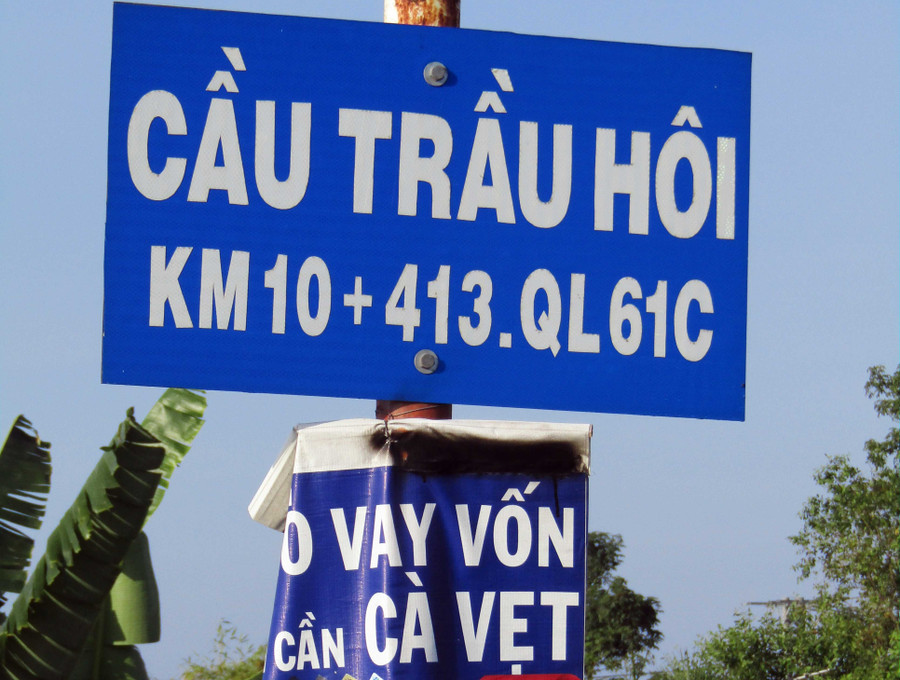 CẦU TRẦU HÔI
KM 10 + 413. QL 61C
VAY VỐN
CẦN CÀ VẸT